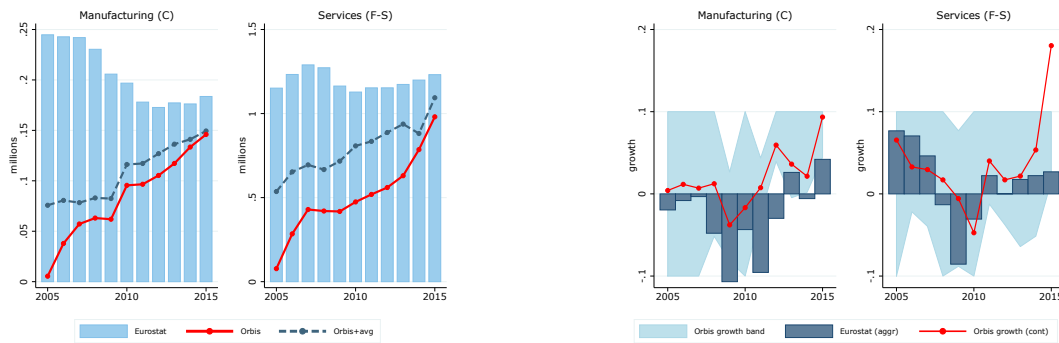 Manufacturing (C)
Services (F-S)
millions
0
.05
.1
.15
.2
.25
2005
2010
2015
millions
0
.5
1
1.5
2005
2010
2015
Eurostat
Orbis
Orbis+avg
Manufacturing (C)
Services (F-S)
growth
-.1
0
.1
.2
2005
2010
2015
growth
-.1
0
.1
.2
2005
2010
2015
Orbis growth band
Eurostat (aggr)
Orbis growth (cont)